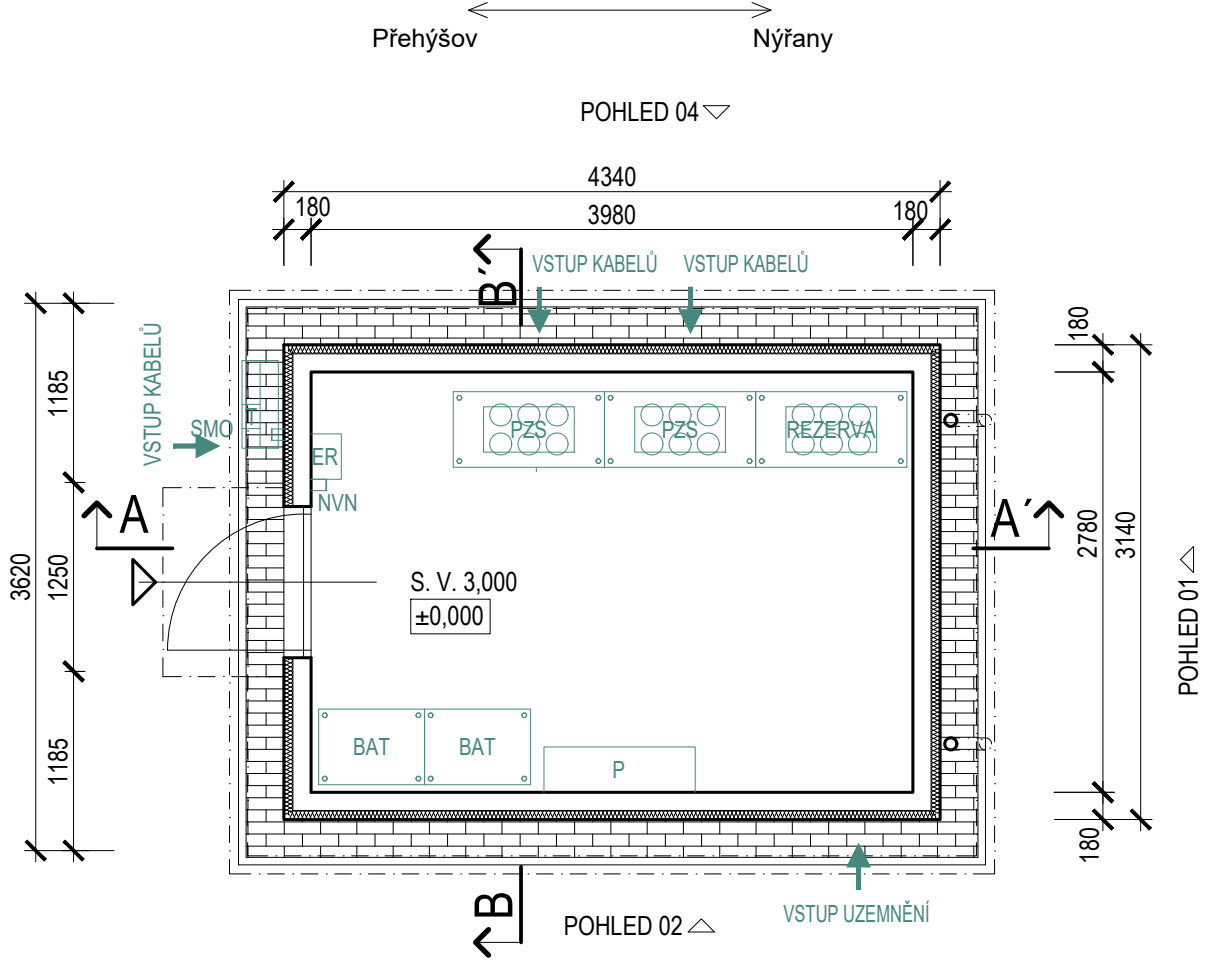 Přehýšov
Nýřany
POHLED 04
4340
180
3980
180
B´
VSTUP KABELŮ
VSTUP KABELŮ
180
VSTUP KABELŮ
1185
SMO
T
PZS
PZS
REZERVA
ER
NVN
A
A´
3620
1250
2780
3140
S. V. 3,000
±0,000
POHLED 01
1185
BAT
BAT
P
180
B
POHLED 02
VSTUP UZEMNĚNÍ